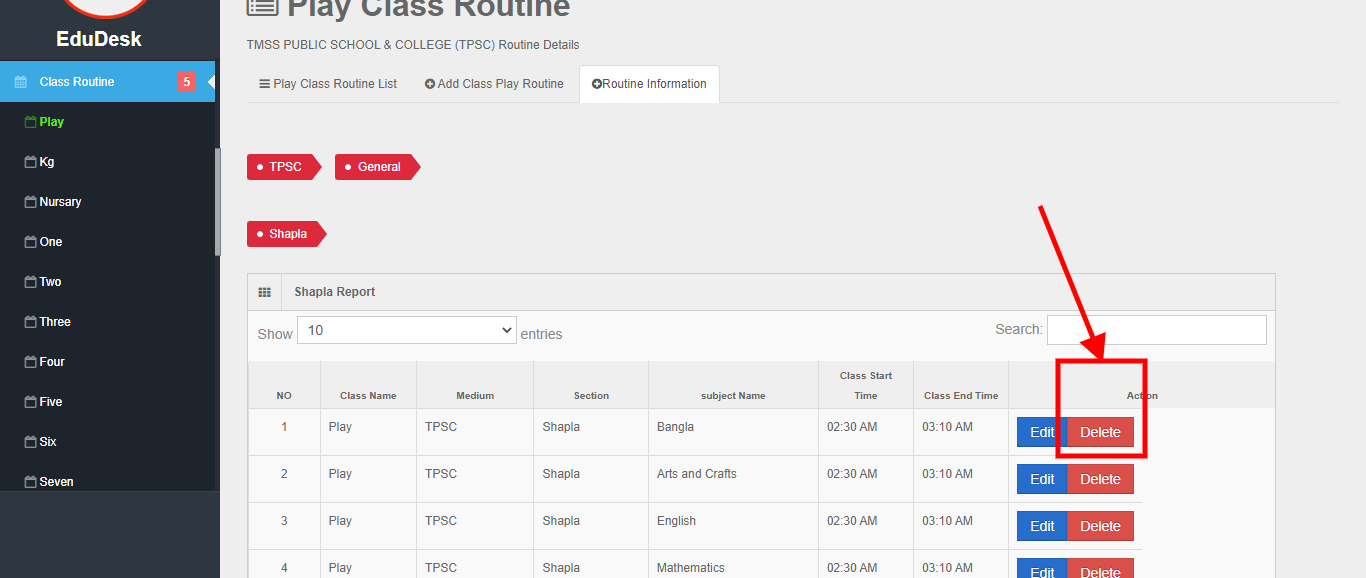 Play Class Routine
EduDesk
TMSS PUBLIC SCHOOL & COLLEGE (TPSC) Routine Details
Class Routine 5
Play Class Routine List Add Class Play Routine Routine Information
Play
Kg
Nursary
One
Two
Three
Four
Five
Six
Seven
TPSC General
Shapla
Shapla Report
Show 10 entries Search:
NO Class Name Medium Section subject Name Class Start Time Class End Time Action
1 Play TPSC Shapla Bangla 02:30 AM 03:10 AM Edit Delete
2 Play TPSC Shapla Arts and Crafts 02:30 AM 03:10 AM Edit Delete
3 Play TPSC Shapla English 02:30 AM 03:10 AM Edit Delete
4 Play TPSC Shapla Mathematics 02:30 AM 03:10 AM Edit Delete